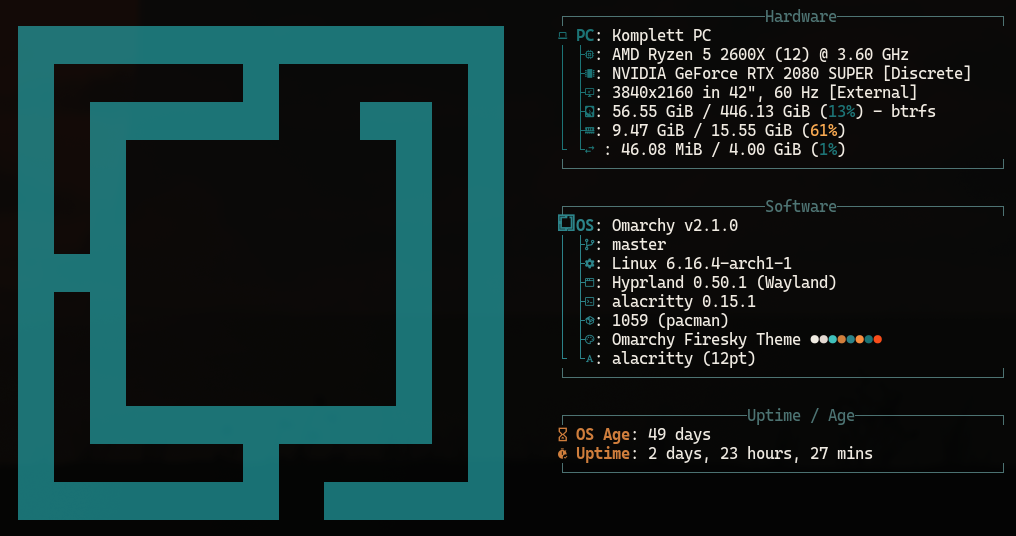 Hardware
PC: Komplett PC
: AMD Ryzen 5 2600X (12) @ 3.60 GHz
: NVIDIA GeForce RTX 2080 SUPER [Discrete]
: 3840x2160 in 42", 60 Hz [External]
: 56.55 GiB / 446.13 GiB (13%) - btrfs
: 9.47 GiB / 15.55 GiB (61%)
: 46.08 MiB / 4.00 GiB (1%)
Software
OS: Omarchy v2.1.0
: master
: Linux 6.16.4-arch1-1
: Hyprland 0.50.1 (Wayland)
: alacritty 0.15.1
: 1059 (pacman)
: Omarchy Firesky Theme
: alacritty (12pt)
Uptime / Age
OS Age: 49 days
Uptime: 2 days, 23 hours, 27 mins